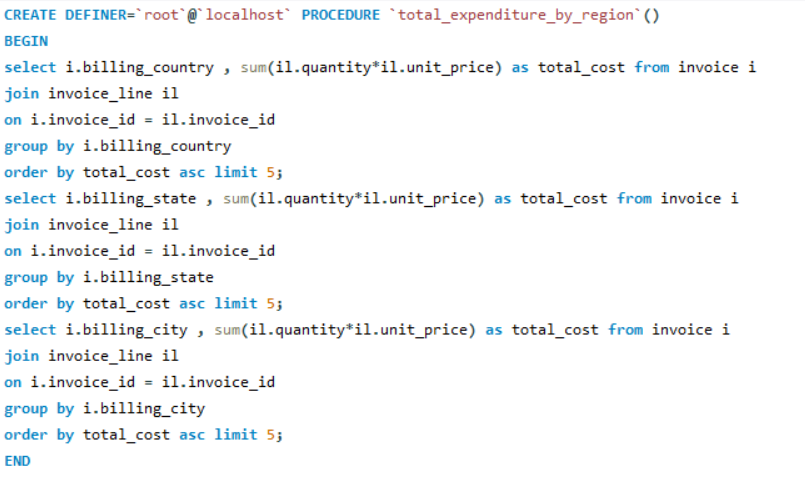 CREATE DEFINER=`root`@`localhost` PROCEDURE `total_expenditure_by_region`()
BEGIN
select i.billing_country , sum(il.quantity*il.unit_price) as total_cost from invoice i
join invoice_line il
on i.invoice_id = il.invoice_id
group by i.billing_country
order by total_cost asc limit 5;
select i.billing_state , sum(il.quantity*il.unit_price) as total_cost from invoice i
join invoice_line il
on i.invoice_id = il.invoice_id
group by i.billing_state
order by total_cost asc limit 5;
select i.billing_city , sum(il.quantity*il.unit_price) as total_cost from invoice i
join invoice_line il
on i.invoice_id = il.invoice_id
group by i.billing_city
order by total_cost asc limit 5;
END